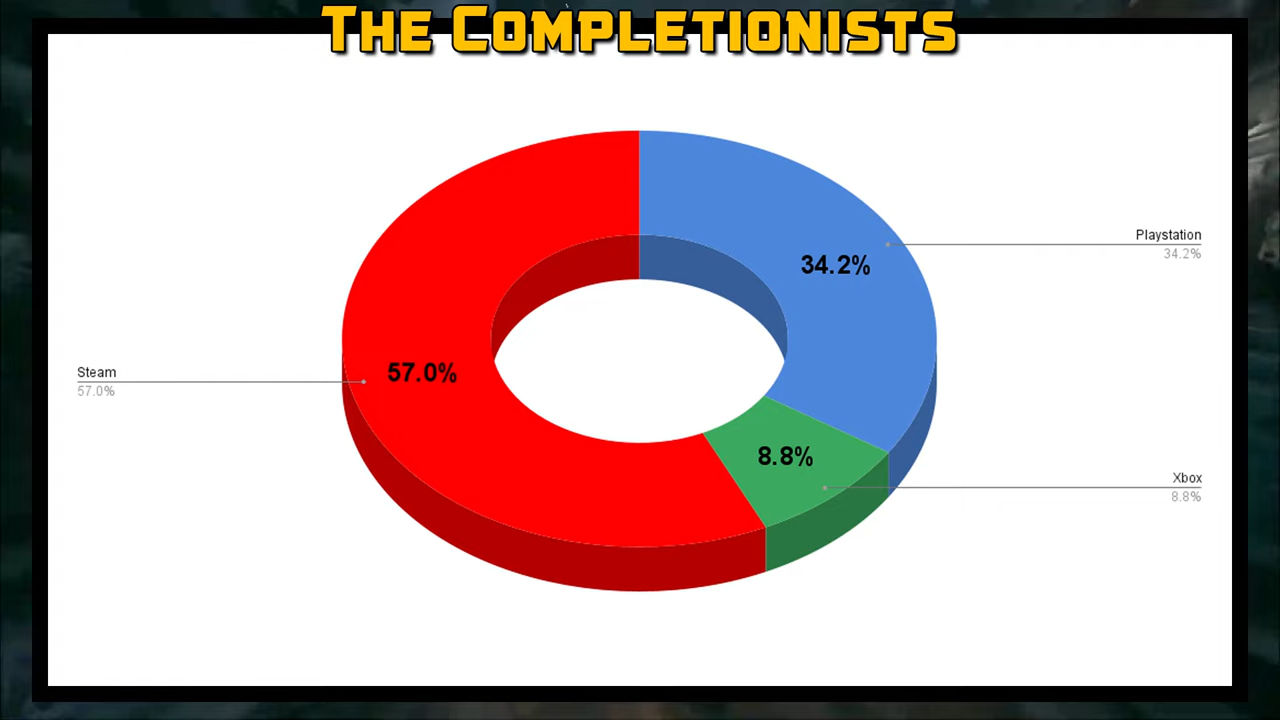 THE COMPLETIONISTS
Playstation
34.2%
34.2%
Steam
57.0%
57.0%
8.8%
Xbox
8.8%